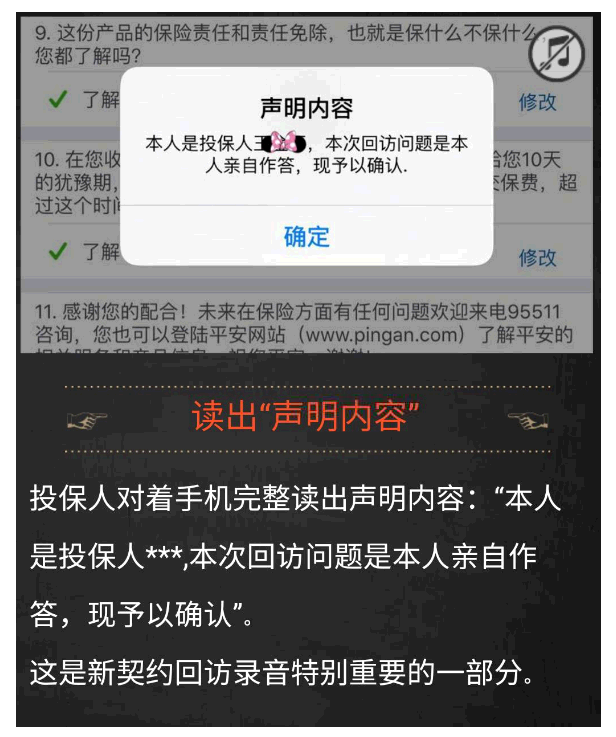 9. 这份产品的保险责任和责任免除，也就是保什么不保什么，
您都了解吗？
了解
修改
声明内容
本人是投保人王，本次回访问题是本
人亲自作答，现予以确认.
确定
10. 在您收
给您10天
的犹豫期，
交保费，超
过这个时间
了解
修改
11. 感谢您的配合！未来在保险方面有任何问题欢迎来电95511
咨询，您也可以登陆平安网站（www.pingan.com）了解平安的
读出“声明内容”
投保人对着手机完整读出声明内容：“本人
是投保人***,本次回访问题是本人亲自作
答，现予以确认”。
这是新契约回访录音特别重要的一部分。